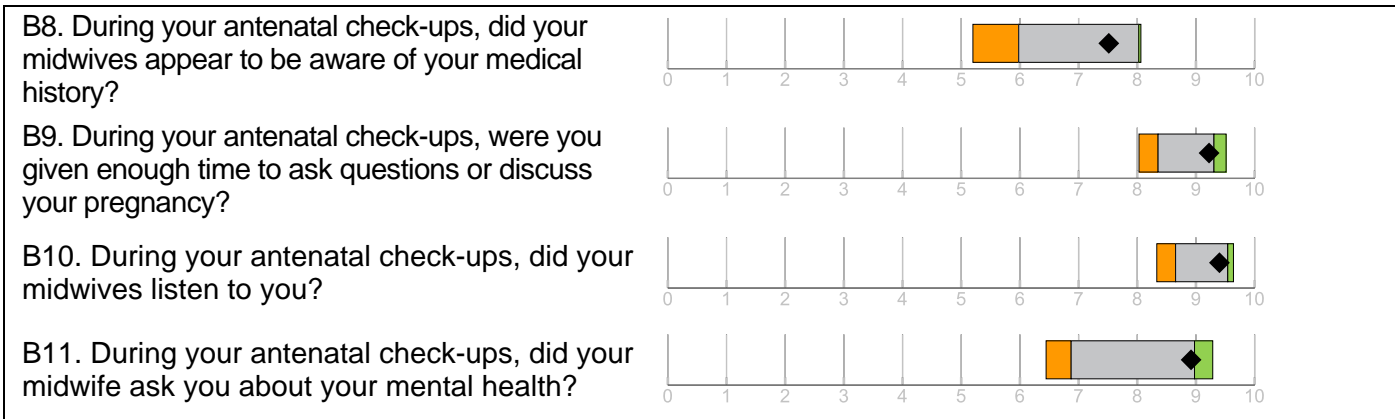 B8. During your antenatal check-ups, did your
midwives appear to be aware of your medical
history?
0 1 2 3 4 5 6 7 8 9 10
B9. During your antenatal check-ups, were you
given enough time to ask questions or discuss
your pregnancy?
0 1 2 3 4 5 6 7 8 9 10
B10. During your antenatal check-ups, did your
midwives listen to you?
0 1 2 3 4 5 6 7 8 9 10
B11. During your antenatal check-ups, did your
midwife ask you about your mental health?
0 1 2 3 4 5 6 7 8 9 10